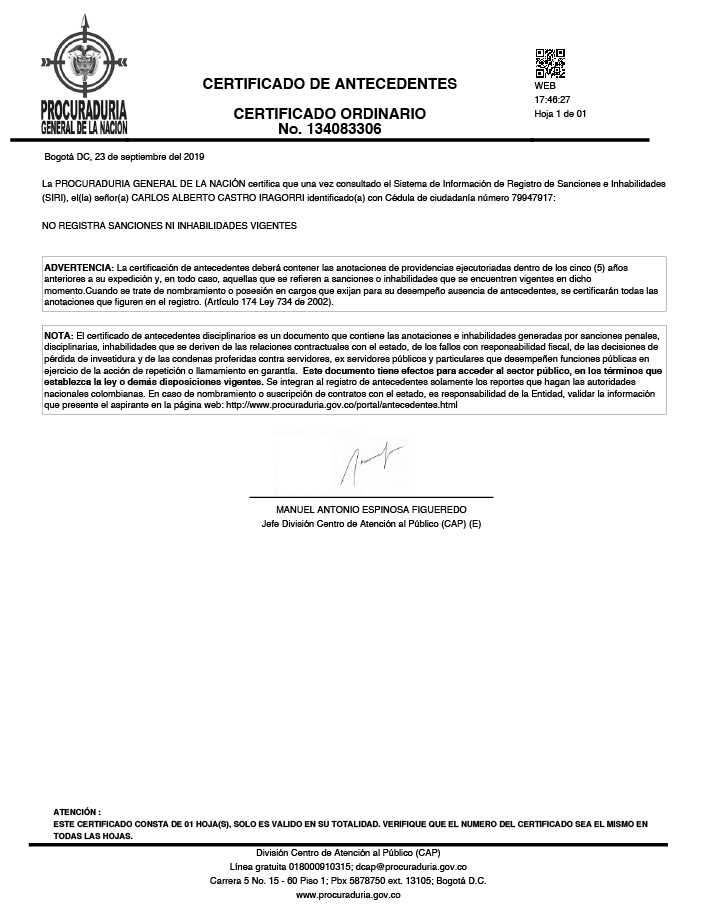 PROCURADURIA
GENERAL DE LA NACION
CERTIFICADO DE ANTECEDENTES
CERTIFICADO ORDINARIO
No. 134083306
WEB
17:46:27
Hoja 1 de 01
Bogotá DC, 23 de septiembre del 2019
La PROCURADURIA GENERAL DE LA NACIÓN certifica que una vez consultado el Sistema de Información de Registro de Sanciones e Inhabilidades
(SIRI), el(la) señor(a) CARLOS ALBERTO CASTRO IRAGORRI identificado(a) con Cédula de ciudadanía número 79947917:
NO REGISTRA SANCIONES NI INHABILIDADES VIGENTES
ADVERTENCIA: La certificación de antecedentes deberá contener las anotaciones de providencias ejecutoriadas dentro de los cinco (5) años
anteriores a su expedición y, en todo caso, aquellas que se refieren a sanciones o inhabilidades que se encuentren vigentes en dicho
momento.Cuando se trate de nombramiento o posesión en cargos que exijan para su desempeño ausencia de antecedentes, se certificarán todas las
anotaciones que figuren en el registro. (Artículo 174 Ley 734 de 2002).
NOTA: El certificado de antecedentes disciplinarios es un documento que contiene las anotaciones e inhabilidades generadas por sanciones penales,
disciplinarias, inhabilidades que se deriven de las relaciones contractuales con el estado, de los fallos con responsabilidad fiscal, de las decisiones de
pérdida de investidura y de las condenas proferidas contra servidores, ex servidores públicos y particulares que desempeñen funciones públicas en
ejercicio de la acción de repetición o llamamiento en garantía. Este documento tiene efectos para acceder al sector público, en los términos que
establezca la ley o demás disposiciones vigentes. Se integran al registro de antecedentes solamente los reportes que hagan las autoridades
nacionales colombianas. En caso de nombramiento o suscripción de contratos con el estado, es responsabilidad de la Entidad, validar la información
que presente el aspirante en la página web: http://www.procuraduria.gov.co/portal/antecedentes.html
MANUEL ANTONIO ESPINOSA FIGUEREDO
Jefe División Centro de Atención al Público (CAP) (E)
ATENCIÓN :
ESTE CERTIFICADO CONSTA DE 01 HOJA(S), SOLO ES VALIDO EN SU TOTALIDAD. VERIFIQUE QUE EL NUMERO DEL CERTIFICADO SEA EL MISMO EN
TODAS LAS HOJAS.
División Centro de Atención al Público (CAP)
Línea gratuita 018000910315; dcap@procuraduria.gov.co
Carrera 5 No. 15 - 60 Piso 1; Pbx 5878750 ext. 13105; Bogotá D.C.
www.procuraduria.gov.co